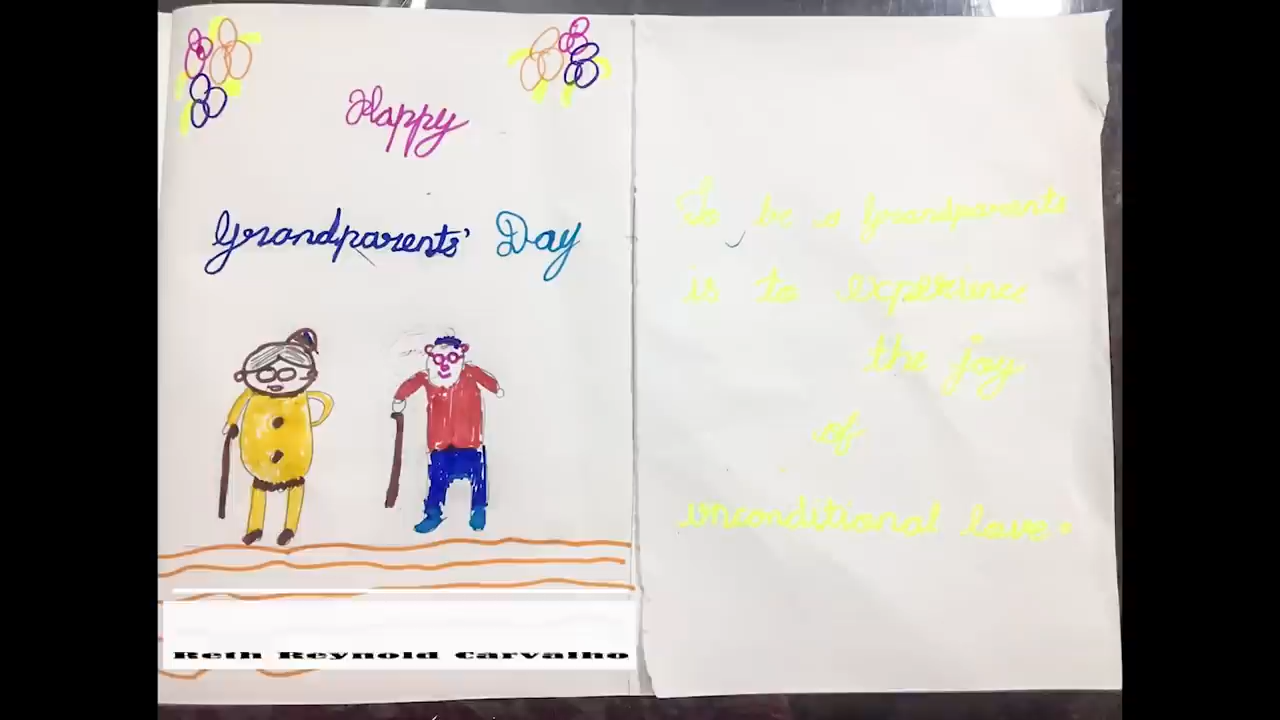 Happy
Grandparents' Day
To be a Grandparents
is to experience
the joy
of
unconditional love.
Reth Reynold Carvalho